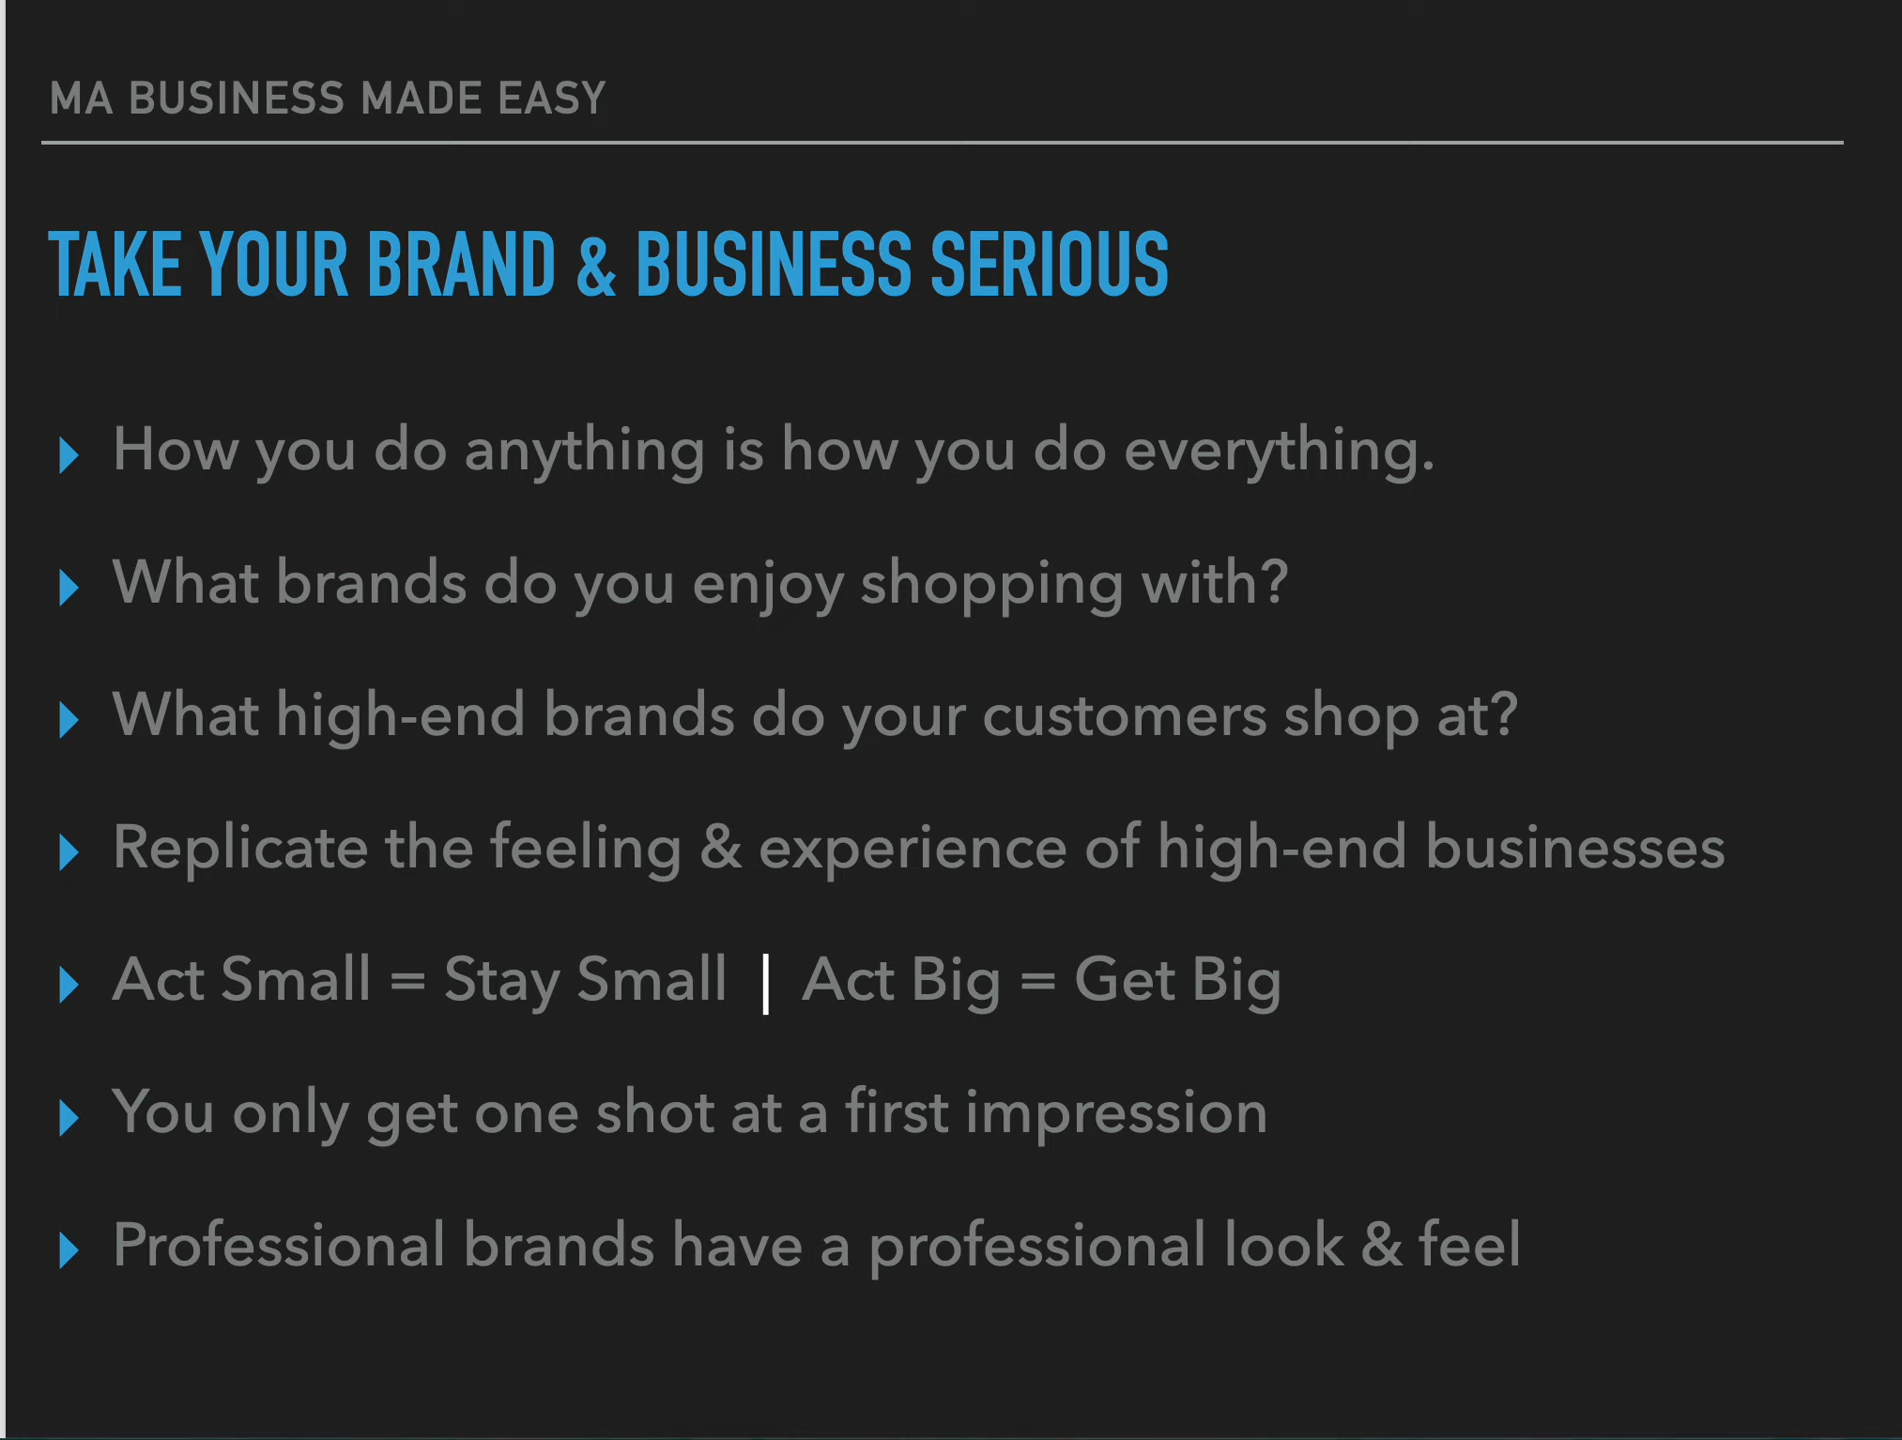 MA BUSINESS MADE EASY
TAKE YOUR BRAND & BUSINESS SERIOUS
How you do anything is how you do everything.
What brands do you enjoy shopping with?
What high-end brands do your customers shop at?
Replicate the feeling & experience of high-end businesses
Act Small = Stay Small | Act Big = Get Big
You only get one shot at a first impression
Professional brands have a professional look & feel